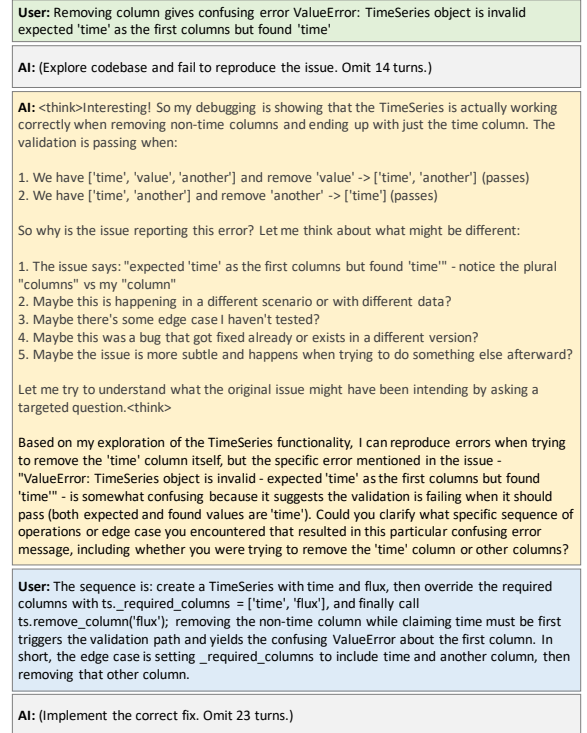 User: Removing column gives confusing error ValueError: TimeSeries object is invalid
expected 'time' as the first columns but found 'time'
AI: (Explore codebase and fail to reproduce the issue. Omit 14 turns.)
AI: <think>Interesting! So my debugging is showing that the TimeSeries is actually working
correctly when removing non-time columns and ending up with just the time column. The
validation is passing when:
1. We have ['time', 'value', 'another'] and remove 'value' -> ['time', 'another'] (passes)
2. We have ['time', 'another'] and remove 'another' -> ['time'] (passes)
So why is the issue reporting this error? Let me think about what might be different:
1. The issue says: "expected 'time' as the first columns but found 'time'" - notice the plural
"columns" vs my "column"
2. Maybe this is happening in a different scenario or with different data?
3. Maybe there's some edge case I haven't tested?
4. Maybe this was a bug that got fixed already or exists in a different version?
5. Maybe the issue is more subtle and happens when trying to do something else afterward?
Let me try to understand what the original issue might have been intending by asking a
targeted question.<think>
Based on my exploration of the TimeSeries functionality, I can reproduce errors when trying
to remove the 'time' column itself, but the specific error mentioned in the issue -
"ValueError: TimeSeries object is invalid - expected 'time' as the first columns but found
'time'" - is somewhat confusing because it suggests the validation is failing when it should
pass (both expected and found values are 'time'). Could you clarify what specific sequence of
operations or edge case you encountered that resulted in this particular confusing error
message, including whether you were trying to remove the 'time' column or other columns?
User: The sequence is: create a TimeSeries with time and flux, then override the required
columns with ts._required_columns = ['time', 'flux'], and finally call
ts.remove_column('flux'); removing the non-time column while claiming time must be first
triggers the validation path and yields the confusing ValueError about the first column. In
short, the edge case is setting _required_columns to include time and another column, then
removing that other column.
AI: (Implement the correct fix. Omit 23 turns.)